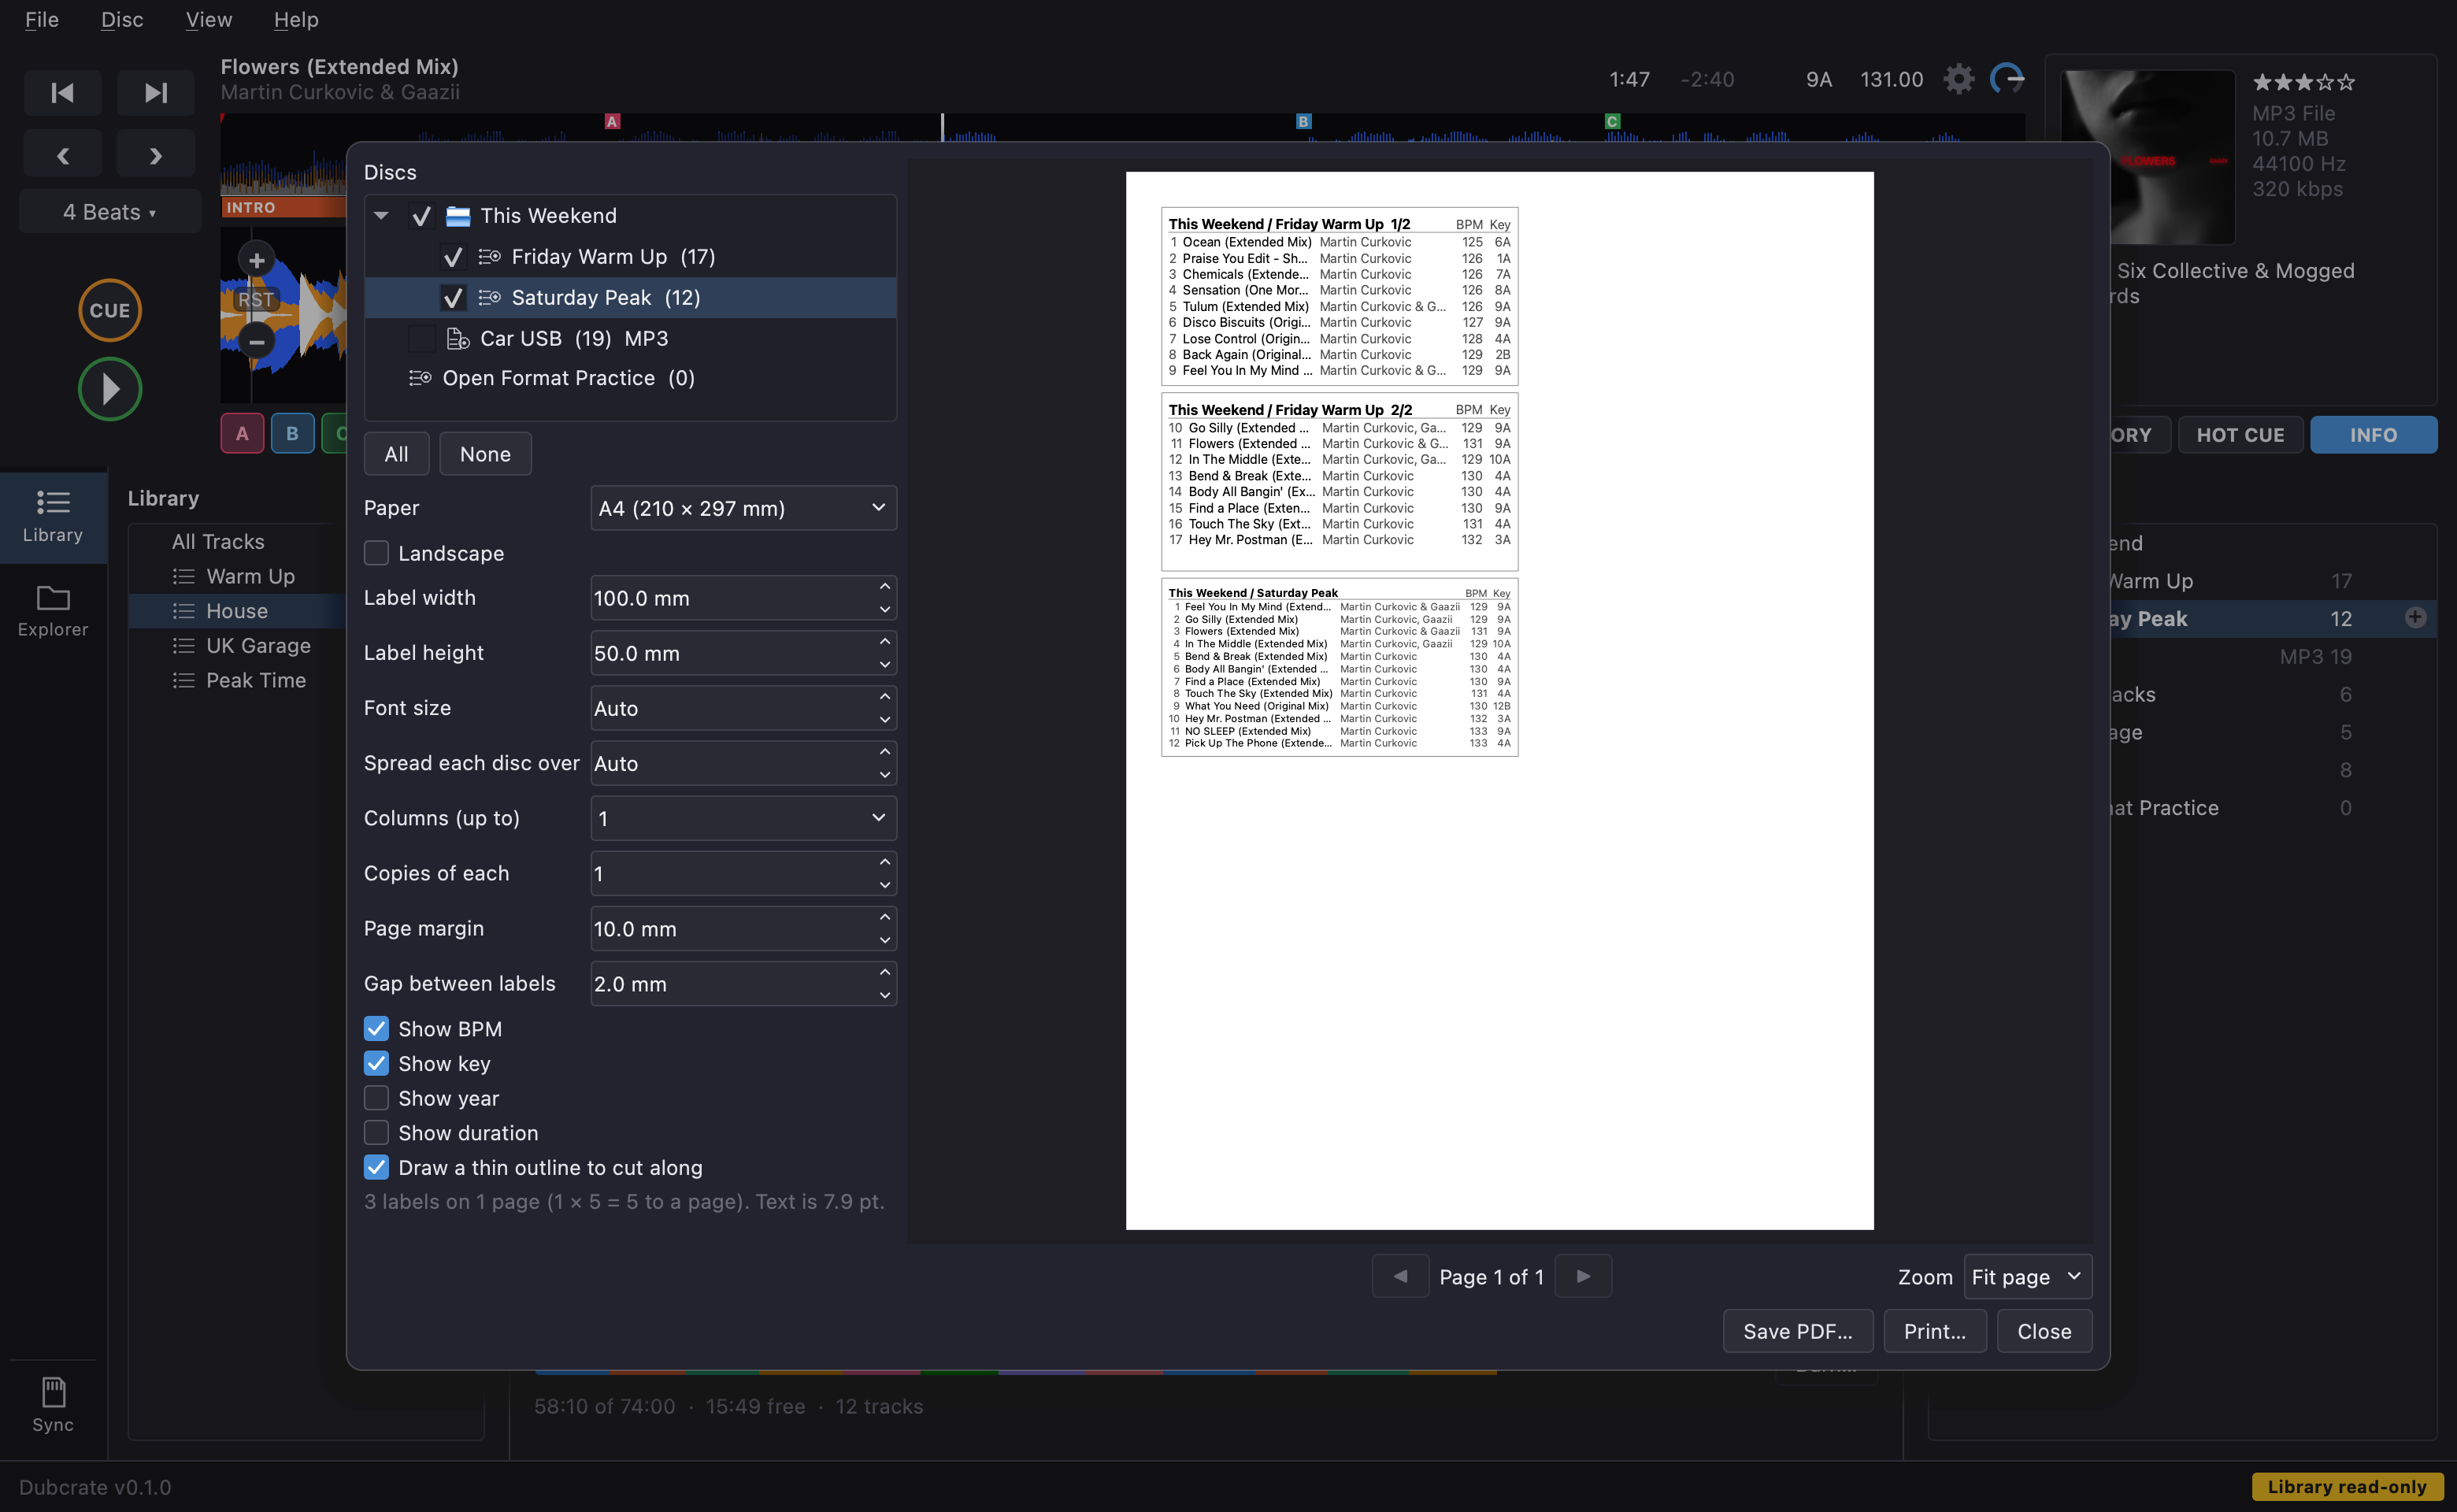 File Disc View Help
Flowers (Extended Mix)
Martin Curkovic & Gaazii
1:47 -2:40 9A 131.00
A B C
INTRO
4 Beats
CUE
RST
A B C
FLOWERS
MP3 File
10.7 MB
44100 Hz
320 kbps
Six Collective & Mogged
rds
ORY HOT CUE INFO
Library
Explorer
Sync
Library
All Tracks
Warm Up
House
UK Garage
Peak Time
Discs
This Weekend
Friday Warm Up (17)
Saturday Peak (12)
Car USB (19) MP3
Open Format Practice (0)
All None
Paper A4 (210 × 297 mm)
Landscape
Label width 100.0 mm
Label height 50.0 mm
Font size Auto
Spread each disc over Auto
Columns (up to) 1
Copies of each 1
Page margin 10.0 mm
Gap between labels 2.0 mm
Show BPM
Show key
Show year
Show duration
Draw a thin outline to cut along
3 labels on 1 page (1 × 5 = 5 to a page). Text is 7.9 pt.
This Weekend / Friday Warm Up 1/2 BPM Key
1 Ocean (Extended Mix) Martin Curkovic 125 6A
2 Praise You Edit - Sh... Martin Curkovic 126 1A
3 Chemicals (Extende... Martin Curkovic 126 7A
4 Sensation (One Mor... Martin Curkovic 126 8A
5 Tulum (Extended Mix) Martin Curkovic & G... 126 9A
6 Disco Biscuits (Origi... Martin Curkovic 127 9A
7 Lose Control (Origin... Martin Curkovic 128 4A
8 Back Again (Original... Martin Curkovic 129 2B
9 Feel You In My Mind ... Martin Curkovic & G... 129 9A
This Weekend / Friday Warm Up 2/2 BPM Key
10 Go Silly (Extended ... Martin Curkovic, Ga... 129 9A
11 Flowers (Extended ... Martin Curkovic & G... 131 9A
12 In The Middle (Exte... Martin Curkovic, Ga... 129 10A
13 Bend & Break (Exte... Martin Curkovic 130 4A
14 Body All Bangin' (Ex... Martin Curkovic 130 4A
15 Find a Place (Exten... Martin Curkovic 130 9A
16 Touch The Sky (Ext... Martin Curkovic 131 4A
17 Hey Mr. Postman (E... Martin Curkovic 132 3A
This Weekend / Saturday Peak BPM Key
1 Feel You In My Mind (Extend... Martin Curkovic & Gaazii 129 9A
2 Go Silly (Extended Mix) Martin Curkovic, Gaazii 129 9A
3 Flowers (Extended Mix) Martin Curkovic & Gaazii 131 9A
4 In The Middle (Extended Mix) Martin Curkovic, Gaazii 129 10A
5 Bend & Break (Extended Mix) Martin Curkovic 130 4A
6 Body All Bangin' (Extended ... Martin Curkovic 130 4A
7 Find a Place (Extended Mix) Martin Curkovic 130 9A
8 Touch The Sky (Extended Mix) Martin Curkovic 131 4A
9 What You Need (Original Mix) Martin Curkovic 130 12B
10 Hey Mr. Postman (Extended ... Martin Curkovic 132 3A
11 NO SLEEP (Extended Mix) Martin Curkovic 133 9A
12 Pick Up The Phone (Extende... Martin Curkovic 133 4A
Page 1 of 1
Zoom Fit page
Save PDF... Print... Close
end
Warm Up 17
ay Peak 12
MP3 19
acks 6
age 5
8
at Practice 0
58:10 of 74:00 · 15:49 free · 12 tracks
Dubcrate v0.1.0
Library read-only